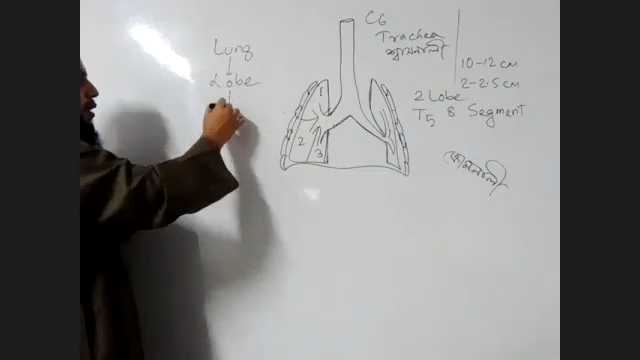 Lung
Lobe
C6
Trachea
শ্বাসনালী
10-12 CM
2-2.5 CM
2 Lobe
T5 8 Segment
1
2
3